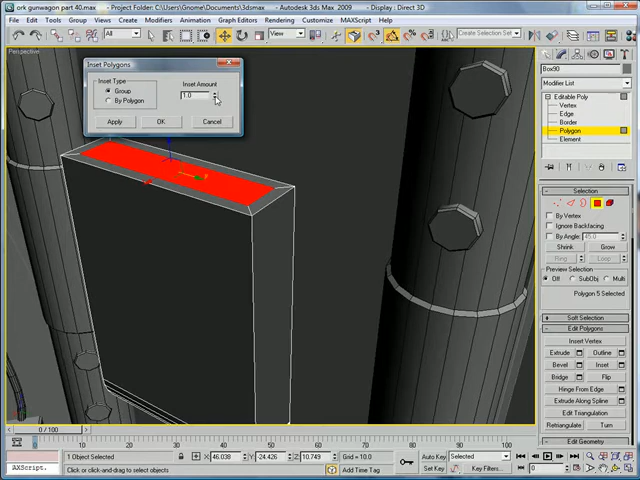 ork gunwagon part 40.max - Project Folder: C:\Users\Gnome\Documents\3dsmax - Autodesk 3ds Max 2009 - Display : Direct 3D
File Edit Tools Group Views Create Modifiers Animation Graph Editors Rendering Customize MAXScript Help
All View Create Selection Se
Perspective
Inset Polygons
Inset Type
Group
By Polygon
Inset Amount
1.0
Apply OK Cancel
Box90
Modifier List
Editable Poly
Vertex
Edge
Border
Polygon
Element
Selection
By Vertex
Ignore Backfacing
By Angle: 45.0
Shrink Grow
Ring Loop
Preview Selection
Off SubObj Multi
Polygon 5 Selected
Soft Selection
Edit Polygons
Insert Vertex
Extrude Outline
Bevel Inset
Bridge Flip
Hinge From Edge
Extrude Along Spline
Edit Triangulation
Retriangulate Turn
Edit Geometry
0 / 100
0 10 20 30 40 50 60 70 80 90 100
AXScript. 1 Object Selected X: 46.038 Y: -24.426 Z: 10.749 Grid = 10.0 Auto Key Selected
Click or click-and-drag to select objects Add Time Tag Set Key Key Filters... 0